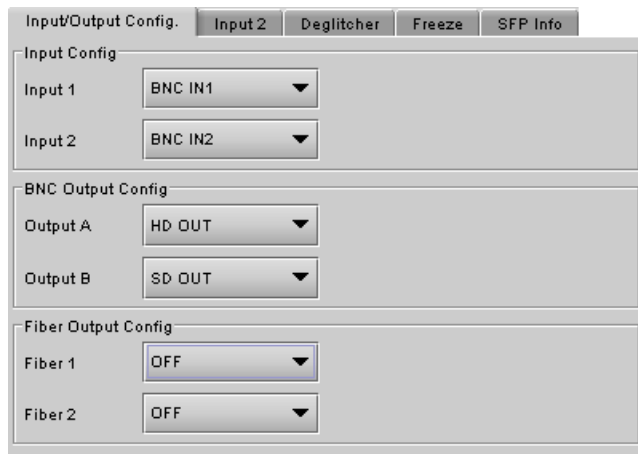 Input/Output Config. Input 2 Deglitcher Freeze SFP Info
Input Config
Input 1 BNC IN1
Input 2 BNC IN2
BNC Output Config
Output A HD OUT
Output B SD OUT
Fiber Output Config
Fiber 1 OFF
Fiber 2 OFF